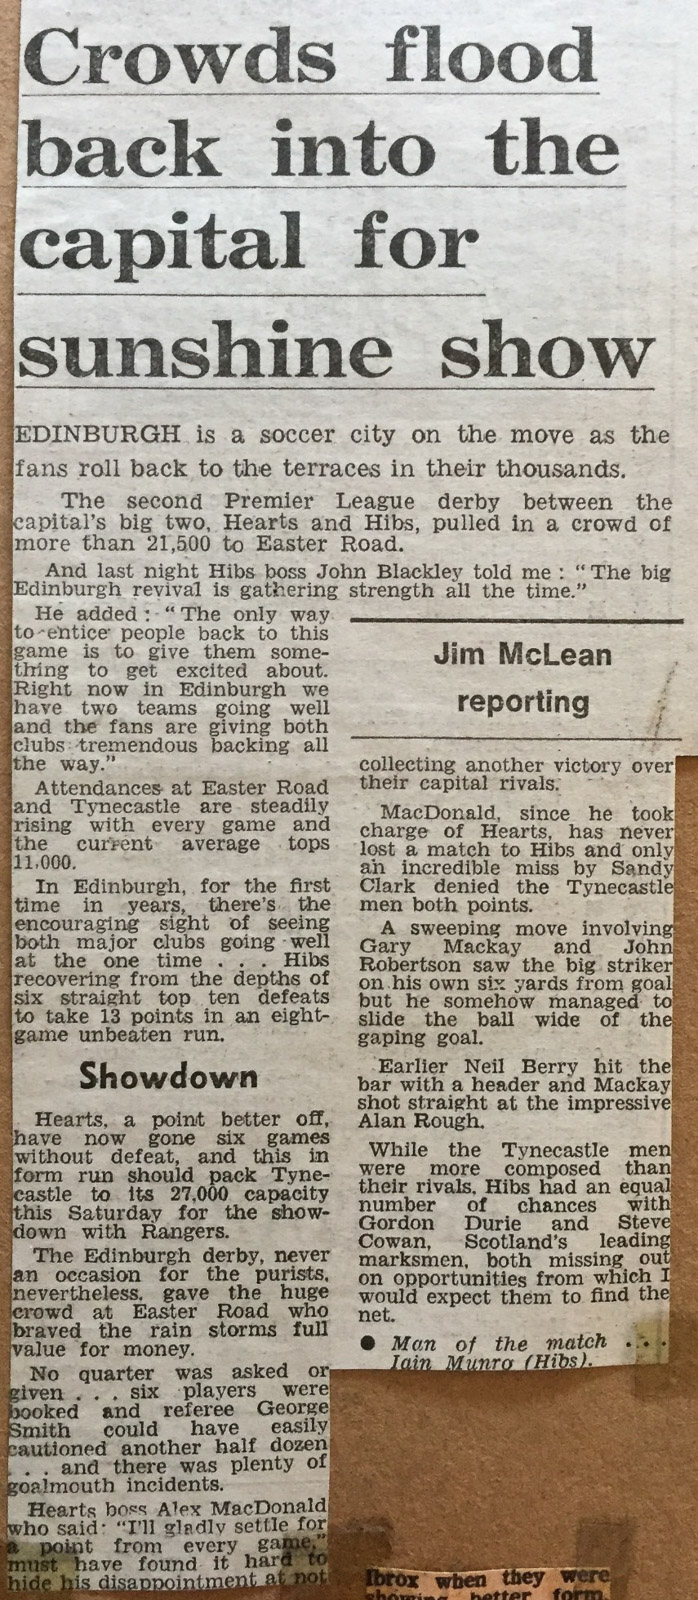 Crowds flood
back into the
capital for
sunshine show
EDINBURGH is a soccer city on the move as the
fans roll back to the terraces in their thousands.
The second Premier League derby between the
capital's big two, Hearts and Hibs, pulled in a crowd of
more than 21,500 to Easter Road.
And last night Hibs boss John Blackley told me : "The big
Edinburgh revival is gathering strength all the time."
He added : "The only way
to entice people back to this
game is to give them some-
thing to get excited about.
Right now in Edinburgh we
have two teams going well
and the fans are giving both
clubs tremendous backing all
the way."
Attendances at Easter Road
and Tynecastle are steadily
rising with every game and
the current average tops
11,000.
In Edinburgh, for the first
time in years, there's the
encouraging sight of seeing
both major clubs going well
at the one time . . . Hibs
recovering from the depths of
six straight top ten defeats
to take 13 points in an eight-
game unbeaten run.
Showdown
Hearts, a point better off,
have now gone six games
without defeat, and this in
form run should pack Tyne-
castle to its 27,000 capacity
this Saturday for the show-
down with Rangers.
The Edinburgh derby, never
an occasion for the purists,
nevertheless, gave the huge
crowd at Easter Road who
braved the rain storms full
value for money.
No quarter was asked or
given . . . six players were
booked and referee George
Smith could have easily
cautioned another half dozen
. . . and there was plenty of
goalmouth incidents.
Hearts boss Alex MacDonald
who said: "I'll gladly settle for
a point from every game,"
must have found it hard to
hide his disappointment at not
Jim McLean
reporting
collecting another victory over
their capital rivals.
MacDonald, since he took
charge of Hearts, has never
lost a match to Hibs and only
an incredible miss by Sandy
Clark denied the Tynecastle
men both points.
A sweeping move involving
Gary Mackay and John
Robertson saw the big striker
on his own six yards from goal
but he somehow managed to
slide the ball wide of the
gaping goal.
Earlier Neil Berry hit the
bar with a header and Mackay
shot straight at the impressive
Alan Rough.
While the Tynecastle men
were more composed than
their rivals, Hibs had an equal
number of chances with
Gordon Durie and Steve
Cowan, Scotland's leading
marksmen, both missing out
on opportunities from which I
would expect them to find the
net.
● Man of the match . . .
Iain Munro (Hibs).
Ibrox when they were
showing better form.